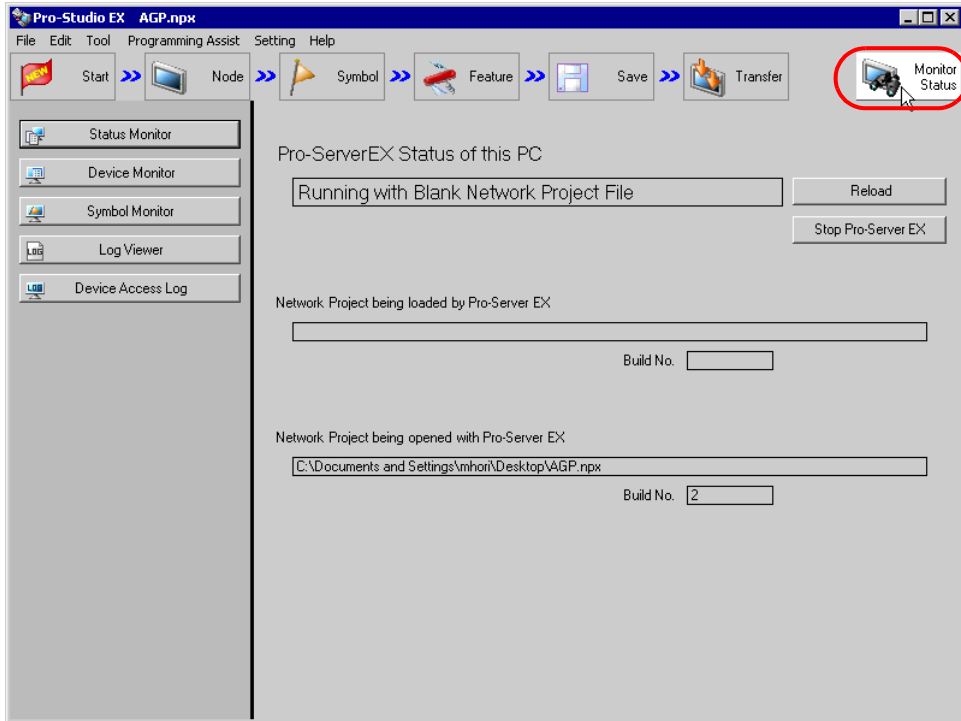 Pro-Studio EX AGP.npx
File Edit Tool Programming Assist Setting Help
NEW Start Node Symbol Feature Save Transfer Monitor Status
Status Monitor
Device Monitor
Symbol Monitor
LOG Log Viewer
LOG Device Access Log
Pro-ServerEX Status of this PC
Running with Blank Network Project File
Reload
Stop Pro-Server EX
Network Project being loaded by Pro-Server EX
Build No.
Network Project being opened with Pro-Server EX
C:\Documents and Settings\mhori\Desktop\AGP.npx
Build No. 2